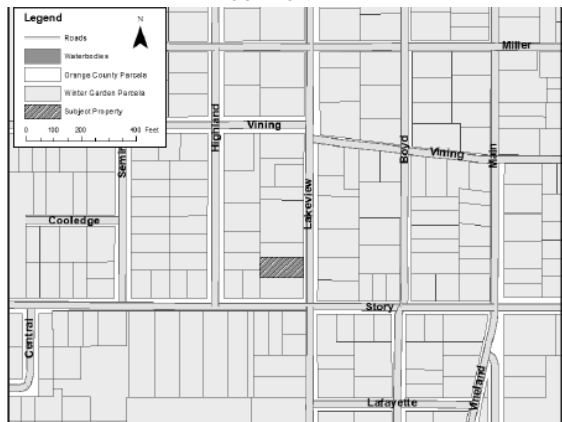 Legend
N
Roads
Waterbodies
Orange County Parcels
Winter Garden Parcels
Subject Property
0 100 200 400 Feet
Miller
Highland
Vining
Boyd
Vining
Main
Semin
Lakeview
Cooledge
Story
Central
Vineland
Lafayette